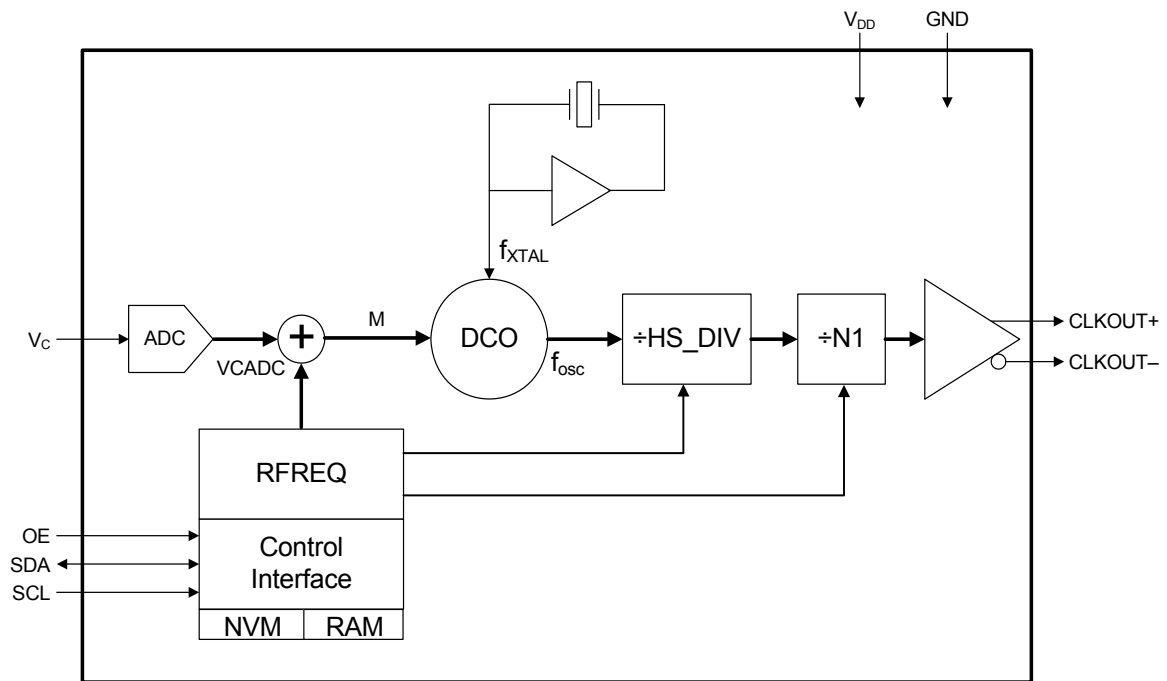 VDD GND
fXTAL
VC
ADC
VCADC
+
M
DCO
fosc
÷HS_DIV
÷N1
CLKOUT+
CLKOUT–
RFREQ
OE
SDA
SCL
Control
Interface
NVM RAM